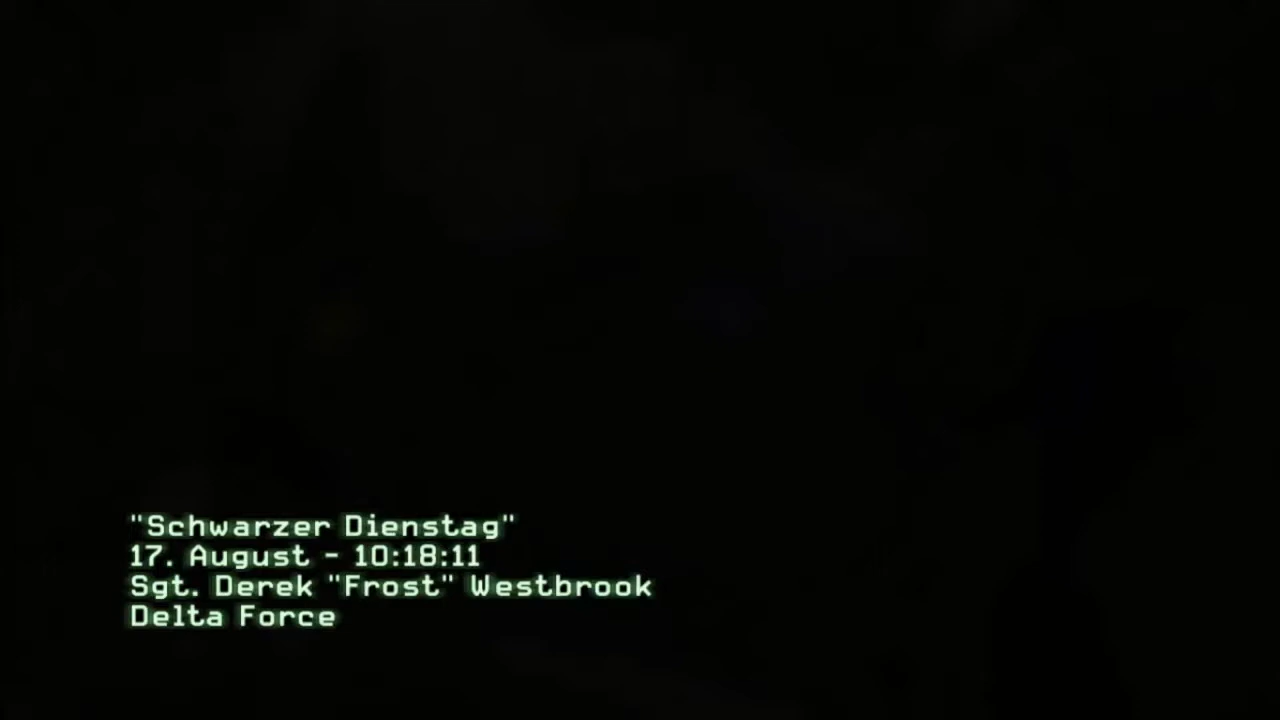 "Schwarzer Dienstag"
17. August - 10:18:11
Sgt. Derek "Frost" Westbrook
Delta Force